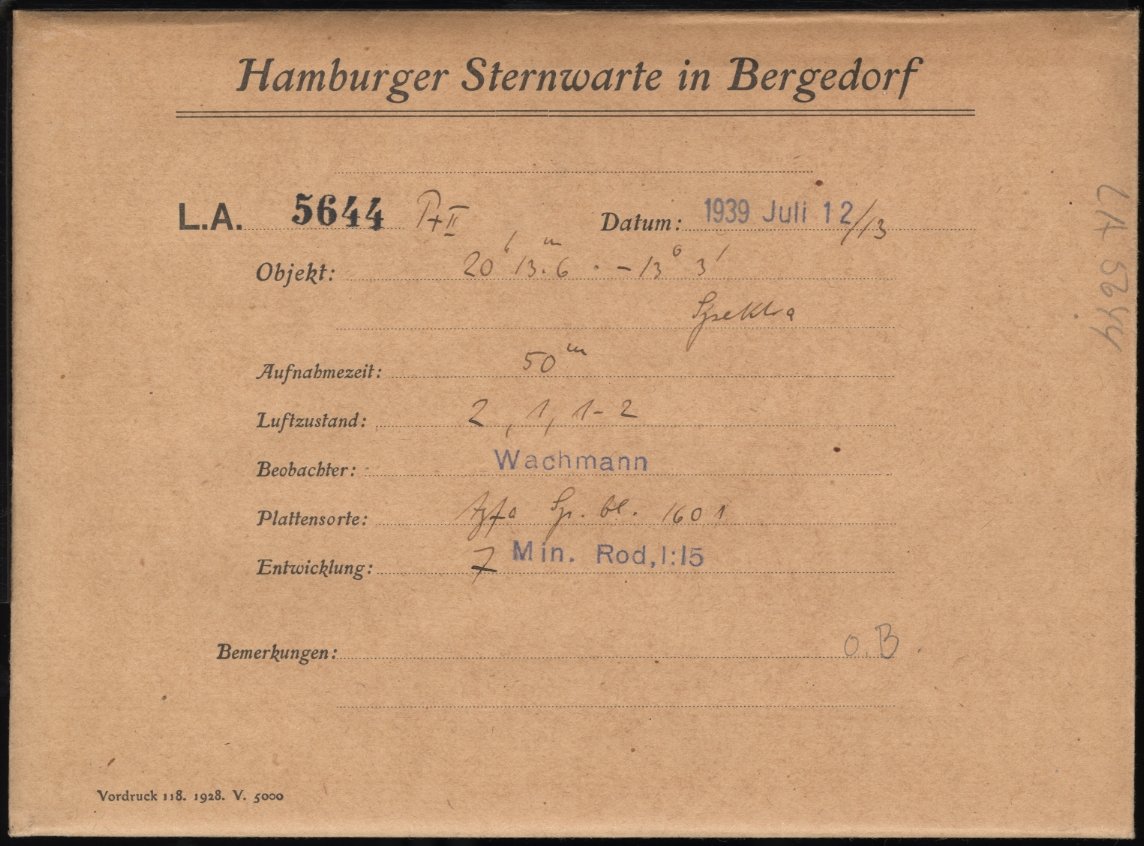 Hamburger Sternwarte in Bergedorf
L.A. 5644 P+II Datum: 1939 Juli 12/13
Objekt: 20ʰ 13.ᵐ6 · -13° 3'
Spektra
Aufnahmezeit: 50ᵐ
Luftzustand: 2, 1, 1-2
Beobachter: Wachmann
Plattensorte: Agfa Sp. bl. 1601
Entwicklung: 7 Min. Rod, 1:15
Bemerkungen: o.B.
Vordruck 118. 1928. V. 5000
LA 5644